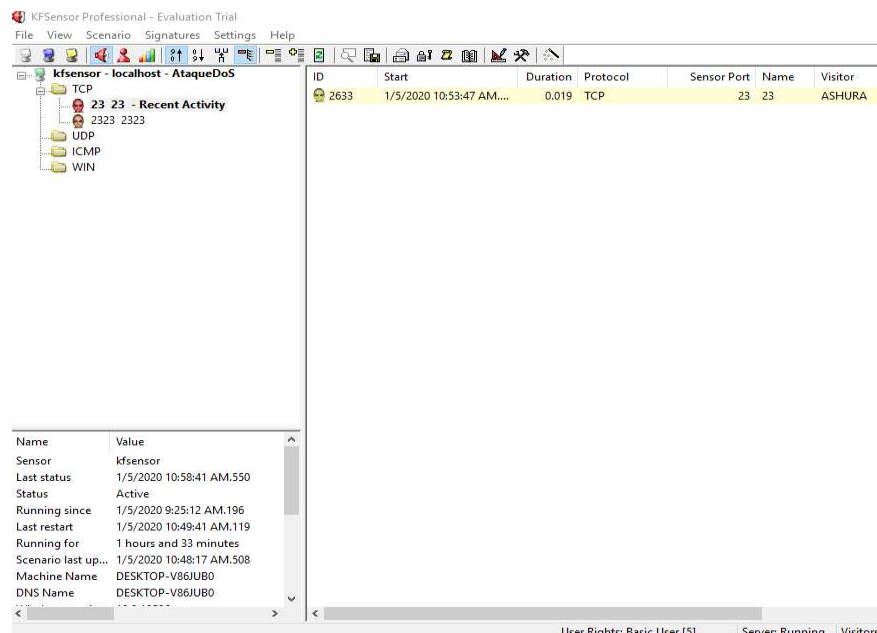 KFSensor Professional - Evaluation Trial
File View Scenario Signatures Settings Help
kfsensor - localhost - AtaqueDoS
TCP
23 23 - Recent Activity
2323 2323
UDP
ICMP
WIN
ID Start Duration Protocol Sensor Port Name Visitor
2633 1/5/2020 10:53:47 AM.... 0.019 TCP 23 23 ASHURA
Name Value
Sensor kfsensor
Last status 1/5/2020 10:58:41 AM.550
Status Active
Running since 1/5/2020 9:25:12 AM.196
Last restart 1/5/2020 10:49:41 AM.119
Running for 1 hours and 33 minutes
Scenario last up... 1/5/2020 10:48:17 AM.508
Machine Name DESKTOP-V86JUB0
DNS Name DESKTOP-V86JUB0
User Rights: Basic User [5] Server: Running